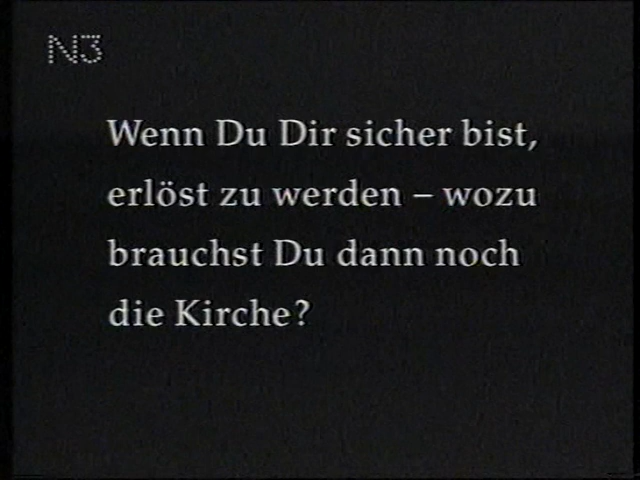 N3
Wenn Du Dir sicher bist,
erlöst zu werden – wozu
brauchst Du dann noch
die Kirche?